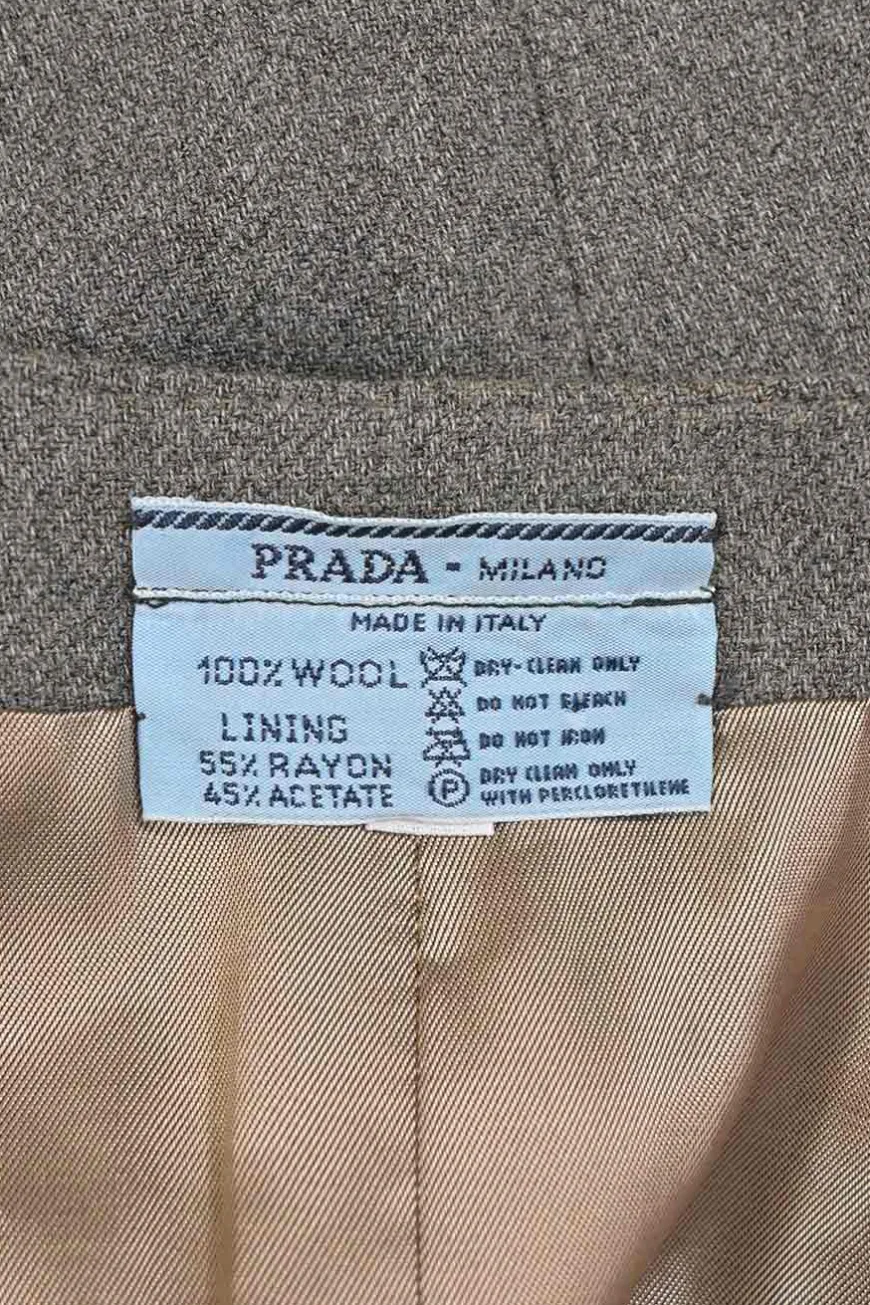 PRADA - MILANO
MADE IN ITALY
100% WOOL
LINING
55% RAYON
45% ACETATE
DRY-CLEAN ONLY
DO NOT BLEACH
DO NOT IRON
P DRY CLEAN ONLY
WITH PERCLORETILENE